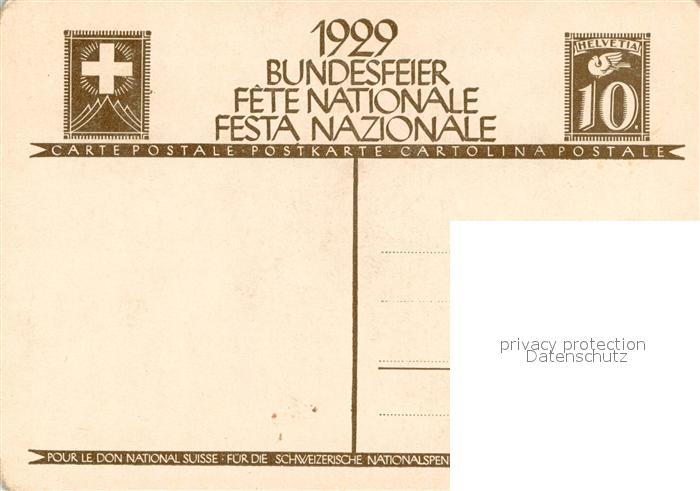 1929
BUNDESFEIER
FÊTE NATIONALE
FESTA NAZIONALE
HELVETIA
10
CARTE POSTALE · POSTKARTE · CARTOLINA POSTALE
privacy protection
Datenschutz
POUR LE DON NATIONAL SUISSE : FÜR DIE SCHWEIZERISCHE NATIONALSPEN